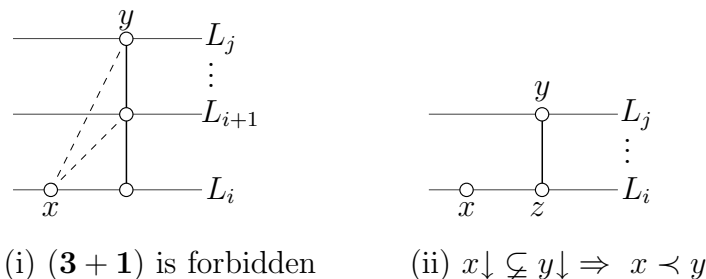 y
L_j
⋮
L_{i+1}
L_i
x
(i) (𝟑 + 𝟏) is forbidden
y
L_j
⋮
L_i
x z
(ii) x↓ ⊊ y↓ ⇒ x ≺ y